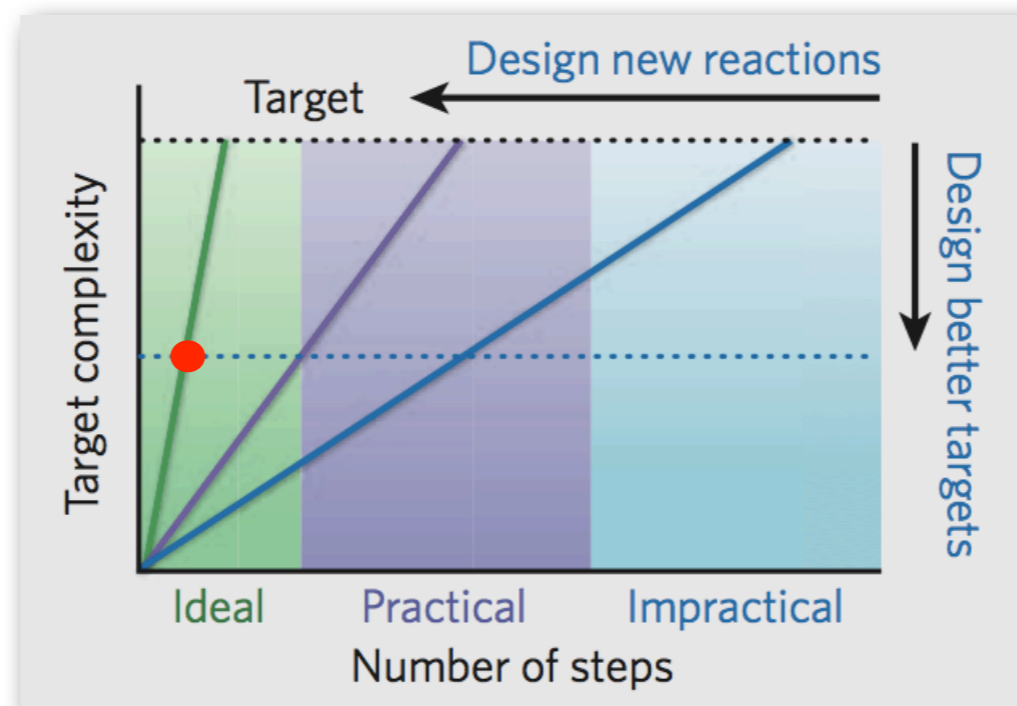 Design new reactions
Target
Target complexity
Design better targets
Ideal
Practical
Impractical
Number of steps